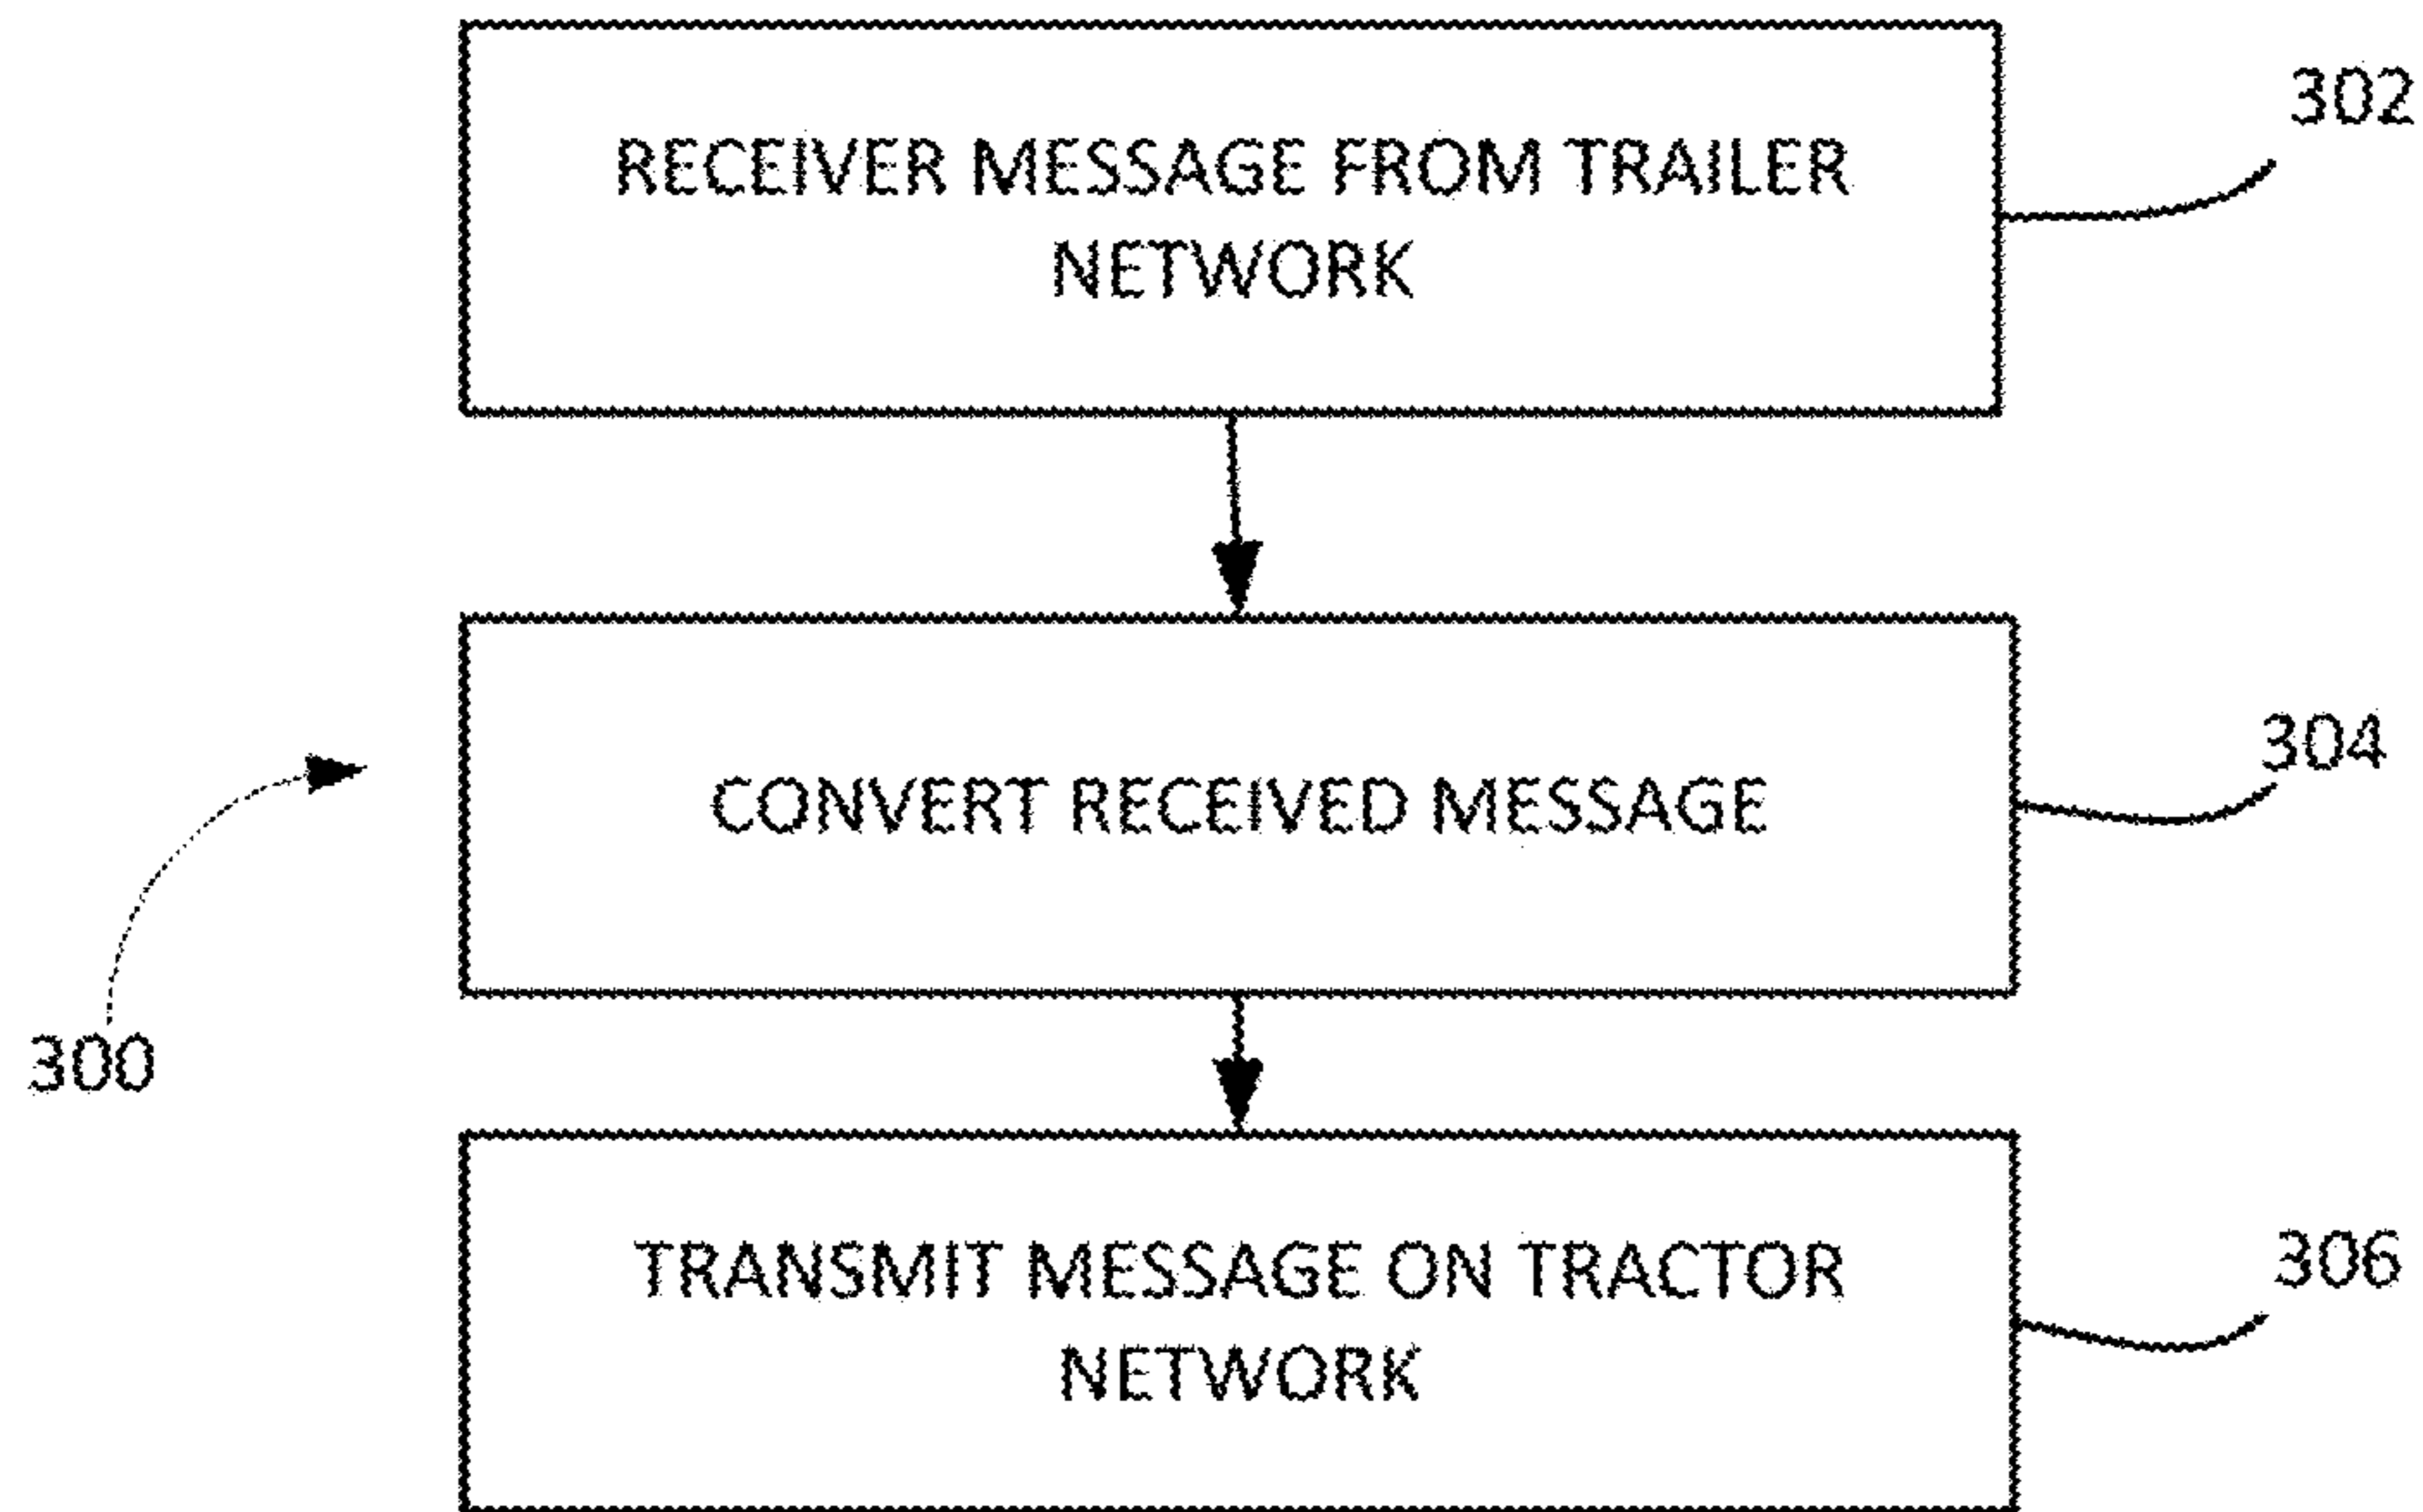 RECEIVER MESSAGE FROM TRAILER
NETWORK
302
CONVERT RECEIVED MESSAGE
304
300
TRANSMIT MESSAGE ON TRACTOR
NETWORK
306